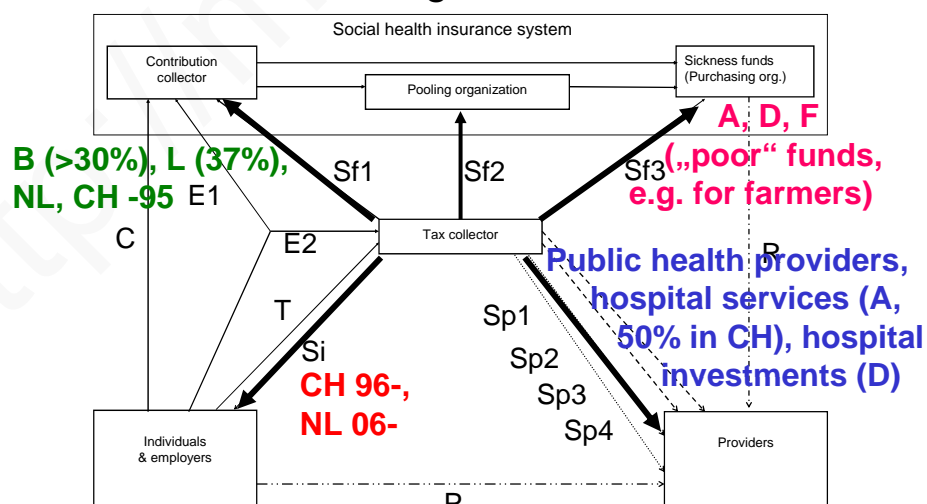 Social health insurance system
Contribution
collector
Pooling organization
Sickness funds
(Purchasing org.)
A, D, F
(„poor“ funds,
e.g. for farmers)
B (>30%), L (37%),
NL, CH -95
E1
Sf1
Sf2
Sf3
C
E2
Tax collector
R
Public health providers,
hospital services (A,
50% in CH), hospital
investments (D)
T
Si
Sp1
Sp2
Sp3
Sp4
CH 96-,
NL 06-
Individuals
& employers
Providers